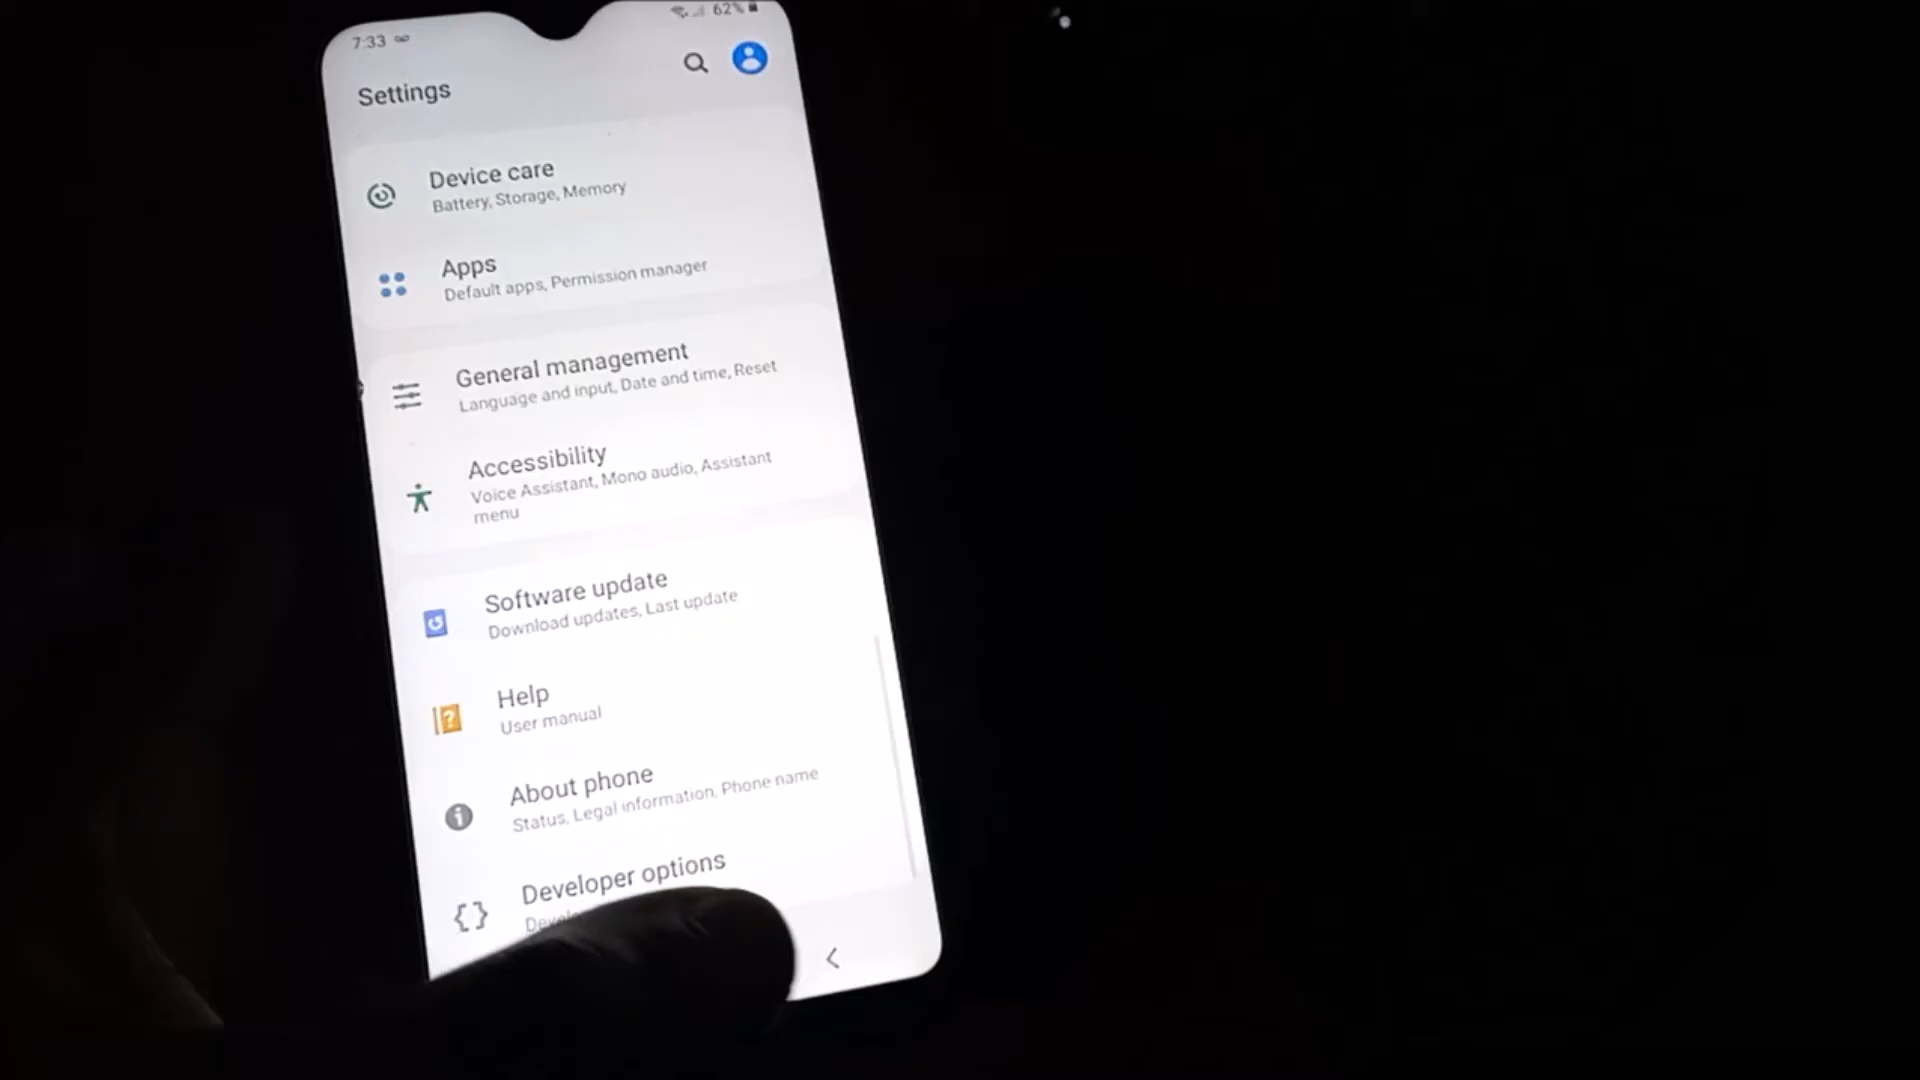 7:33
62%
Settings
Device care
Battery, Storage, Memory
Apps
Default apps, Permission manager
General management
Language and input, Date and time, Reset
Accessibility
Voice Assistant, Mono audio, Assistant
menu
Software update
Download updates, Last update
Help
User manual
About phone
Status, Legal information, Phone name
Developer options